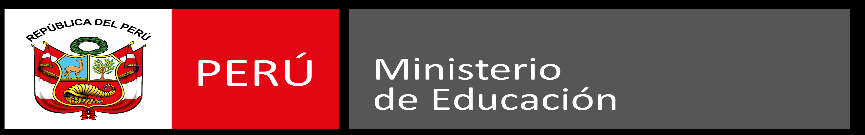 REPÚBLICA DEL PERÚ
PERÚ
Ministerio
de Educación